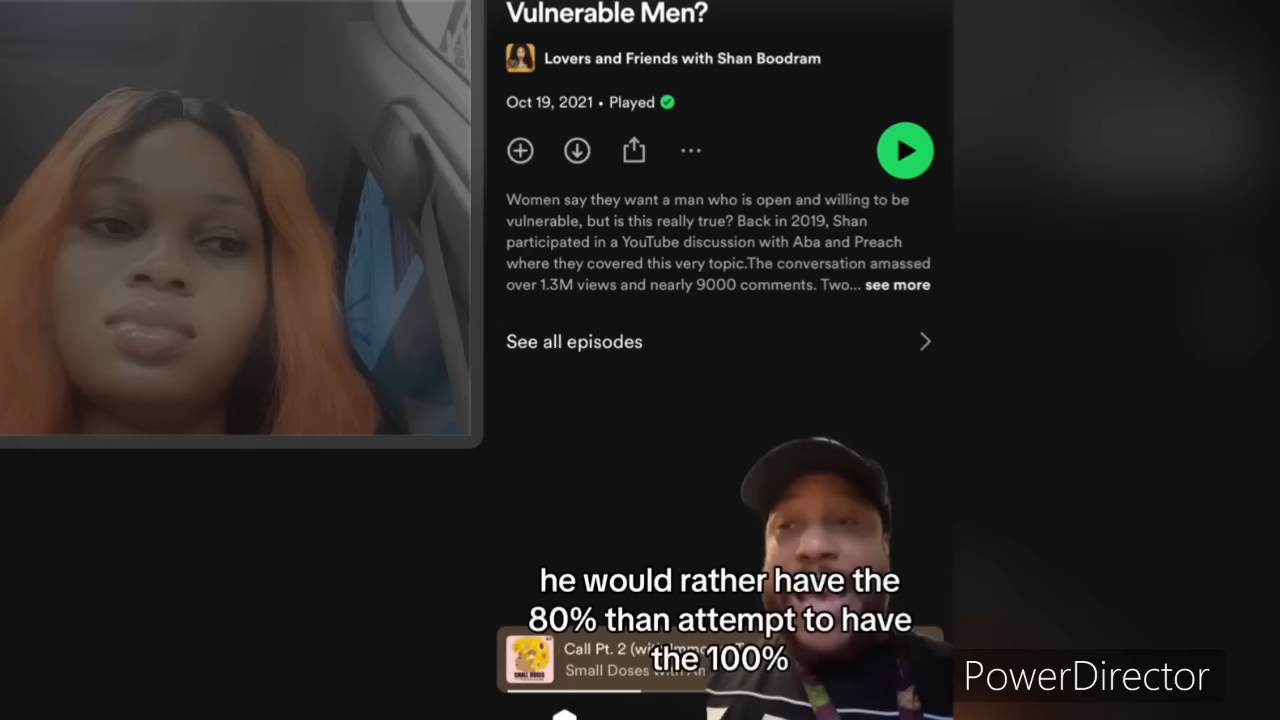 Vulnerable Men?
Lovers and Friends with Shan Boodram
Oct 19, 2021 • Played
Women say they want a man who is open and willing to be
vulnerable, but is this really true? Back in 2019, Shan
participated in a YouTube discussion with Aba and Preach
where they covered this very topic.The conversation amassed
over 1.3M views and nearly 9000 comments. Two... see more
See all episodes
he would rather have the
80% than attempt to have
the 100%
Call Pt. 2
Small Doses
SMALL DOSES
PowerDirector